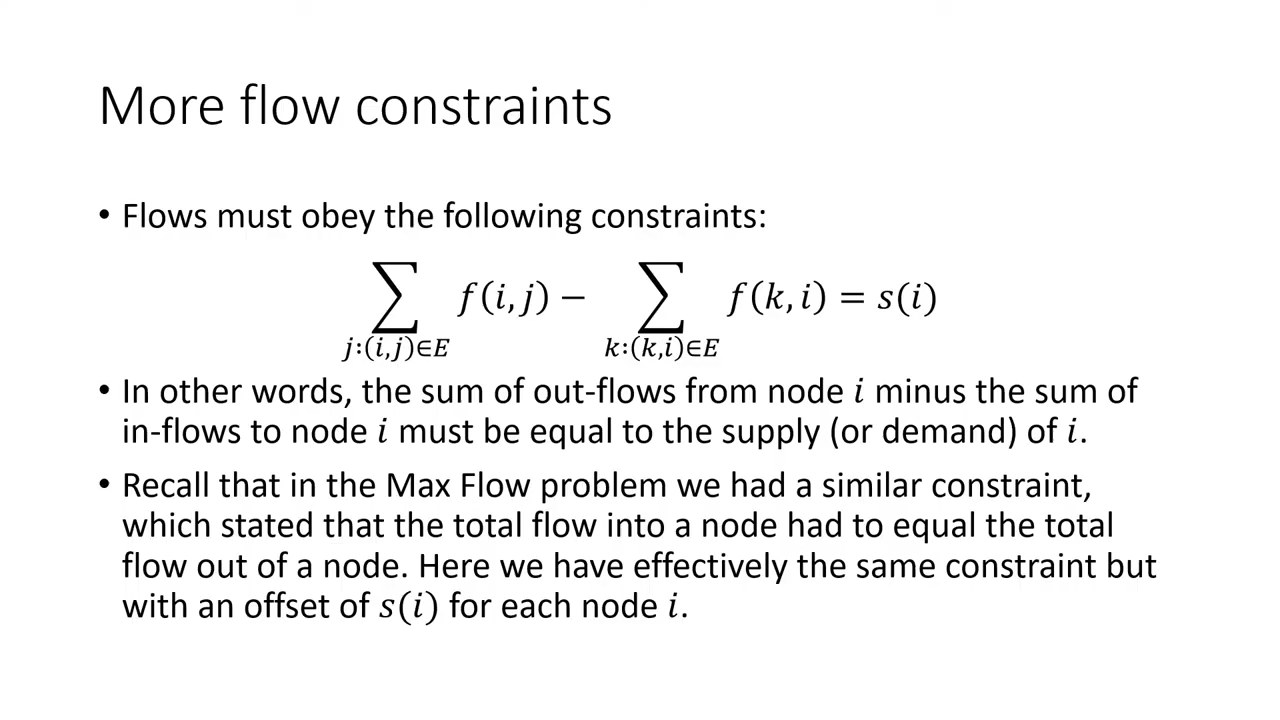 More flow constraints
• Flows must obey the following constraints:
∑ f(i,j) − ∑ f(k,i) = s(i)
j:(i,j)∈E k:(k,i)∈E
• In other words, the sum of out-flows from node i minus the sum of
in-flows to node i must be equal to the supply (or demand) of i.
• Recall that in the Max Flow problem we had a similar constraint,
which stated that the total flow into a node had to equal the total
flow out of a node. Here we have effectively the same constraint but
with an offset of s(i) for each node i.